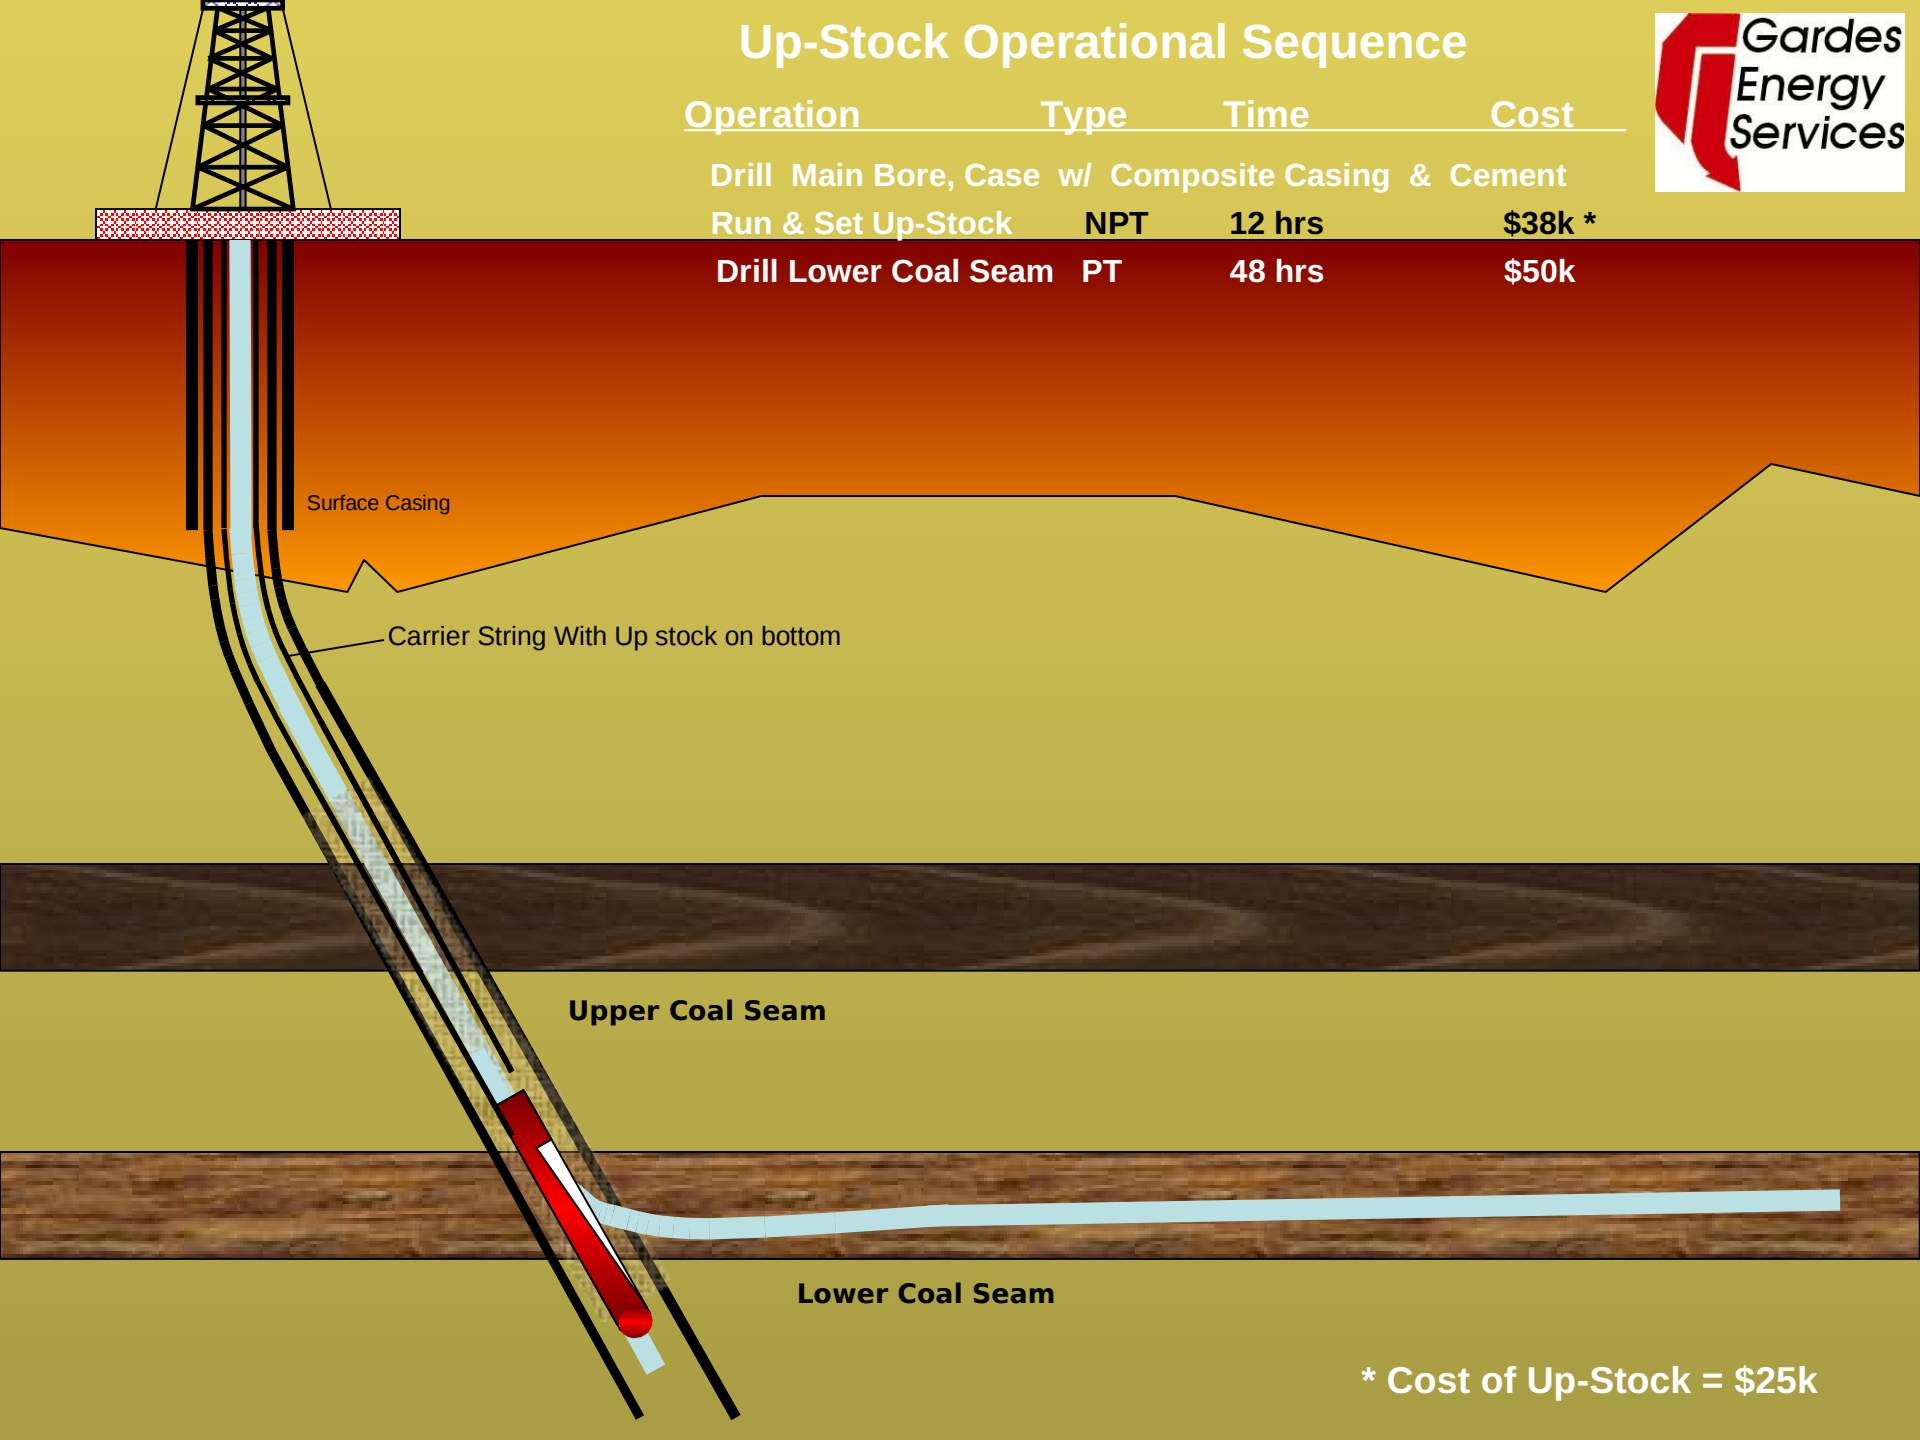 Up-Stock Operational Sequence
Gardes
Energy
Services
Operation Type Time Cost
Drill Main Bore, Case w/ Composite Casing & Cement
Run & Set Up-Stock NPT 12 hrs $38k *
Drill Lower Coal Seam PT 48 hrs $50k
Surface Casing
Carrier String With Up stock on bottom
Upper Coal Seam
Lower Coal Seam
* Cost of Up-Stock = $25k